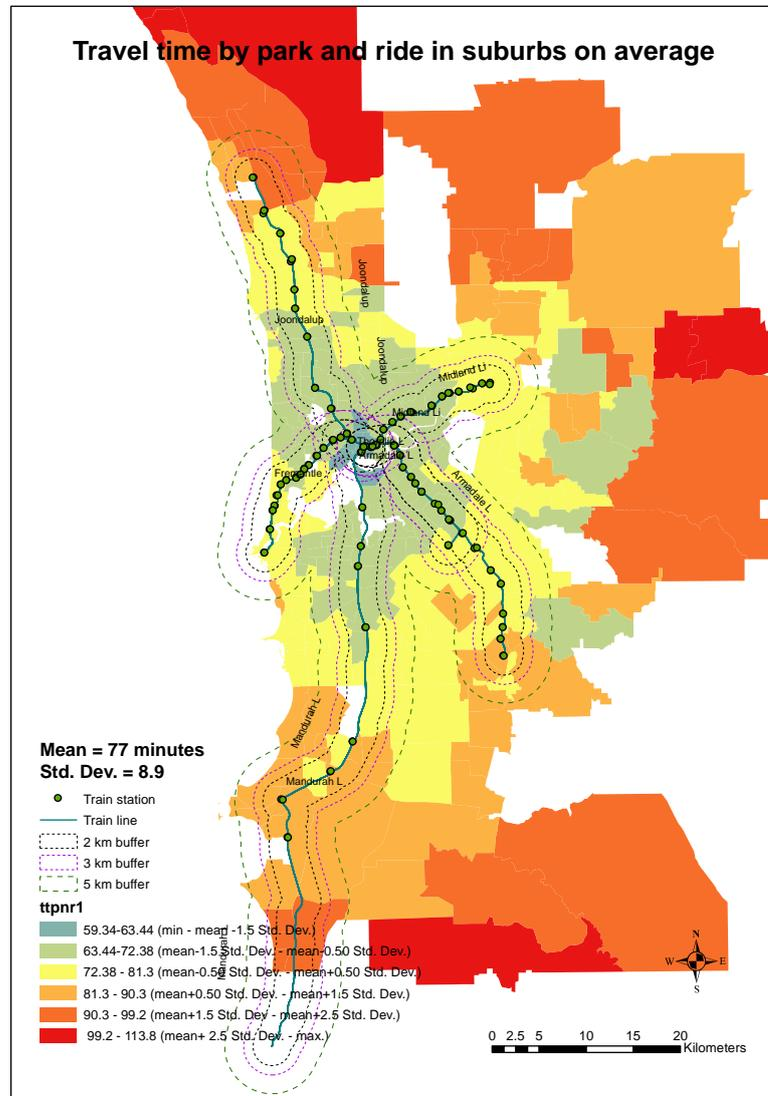 Travel time by park and ride in suburbs on average
Joondalup
Joondalup
Joondalup
Midland Li
Midland Li
Armadale L
Fremantle
Armadale L
Mandurah L
Mandurah L
Mandurah
Mean = 77 minutes
Std. Dev. = 8.9
Train station
Train line
2 km buffer
3 km buffer
5 km buffer
ttpnr1
59.34-63.44 (min - mean -1.5 Std. Dev.)
63.44-72.38 (mean-1.5 Std. Dev. - mean-0.50 Std. Dev.)
72.38 - 81.3 (mean-0.50 Std. Dev. - mean+0.50 Std. Dev.)
81.3 - 90.3 (mean+0.50 Std. Dev. - mean+1.5 Std. Dev.)
90.3 - 99.2 (mean+1.5 Std. Dev. - mean+2.5 Std. Dev.)
99.2 - 113.8 (mean+ 2.5 Std. Dev. - max.)
N
W E
S
0 2.5 5 10 15 20
Kilometers